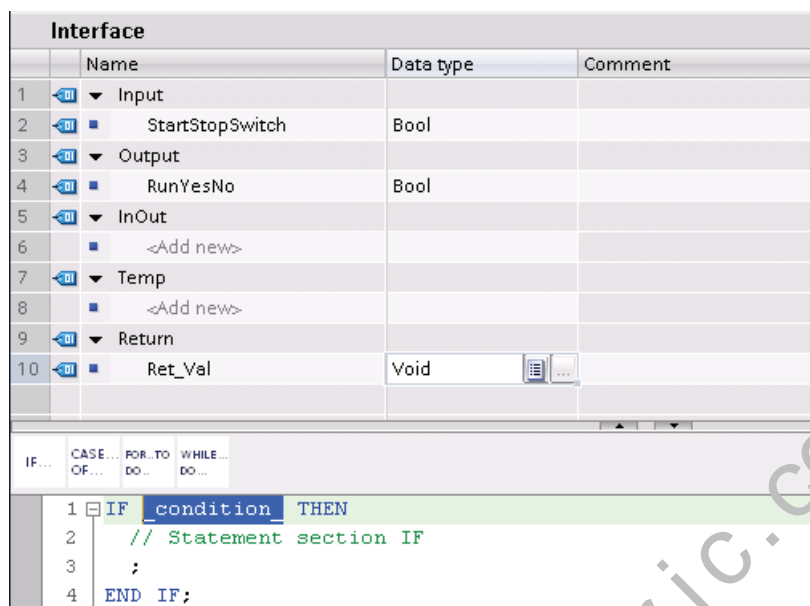 Interface
Name Data type Comment
1 Input
2 StartStopSwitch Bool
3 Output
4 RunYesNo Bool
5 InOut
6 <Add new>
7 Temp
8 <Add new>
9 Return
10 Ret_Val Void ...
IF... CASE... FOR..TO WHILE...
OF... DO... DO...
1 IF _condition_ THEN
2 // Statement section IF
3 ;
4 END_IF;